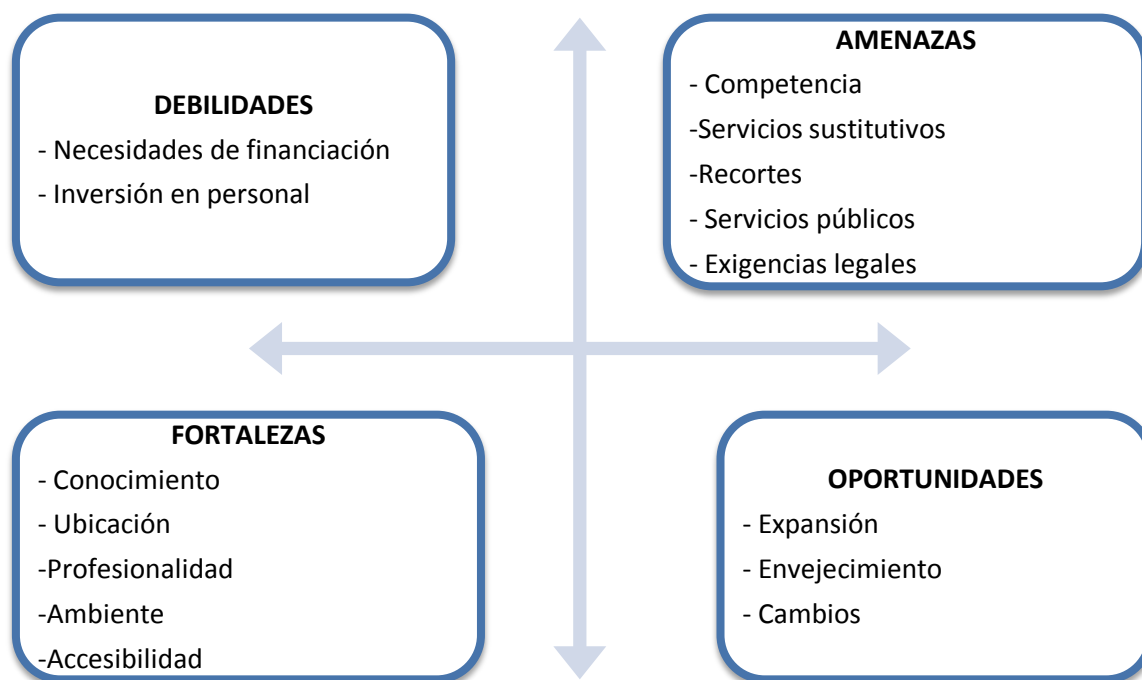 DEBILIDADES
- Necesidades de financiación
- Inversión en personal
AMENAZAS
- Competencia
-Servicios sustitutivos
-Recortes
- Servicios públicos
- Exigencias legales
FORTALEZAS
- Conocimiento
- Ubicación
-Profesionalidad
-Ambiente
-Accesibilidad
OPORTUNIDADES
- Expansión
- Envejecimiento
- Cambios